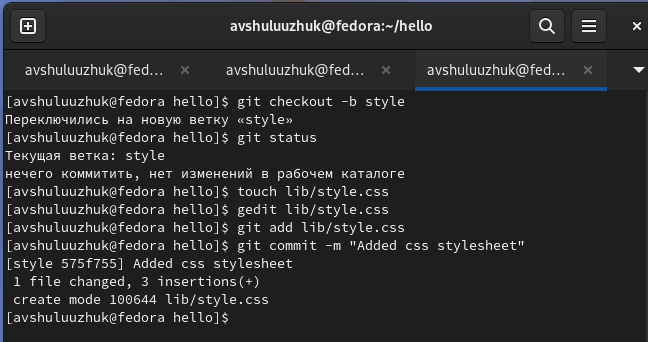 avshuluuzhuk@fedora:~/hello
avshuluuzhuk@fed... avshuluuzhuk@fed... avshuluuzhuk@fed...
[avshuluuzhuk@fedora hello]$ git checkout -b style
Переключились на новую ветку «style»
[avshuluuzhuk@fedora hello]$ git status
Текущая ветка: style
нечего коммитить, нет изменений в рабочем каталоге
[avshuluuzhuk@fedora hello]$ touch lib/style.css
[avshuluuzhuk@fedora hello]$ gedit lib/style.css
[avshuluuzhuk@fedora hello]$ git add lib/style.css
[avshuluuzhuk@fedora hello]$ git commit -m "Added css stylesheet"
[style 575f755] Added css stylesheet
 1 file changed, 3 insertions(+)
 create mode 100644 lib/style.css
[avshuluuzhuk@fedora hello]$